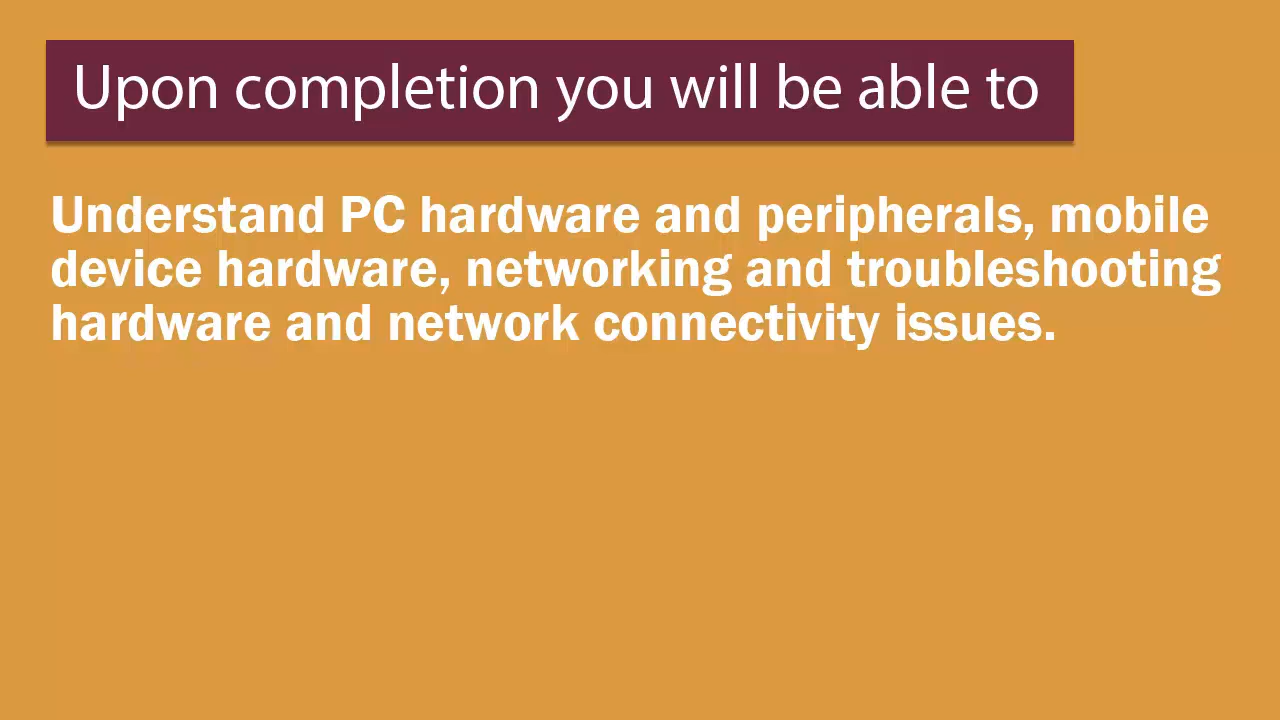 Upon completion you will be able to
Understand PC hardware and peripherals, mobile
device hardware, networking and troubleshooting
hardware and network connectivity issues.